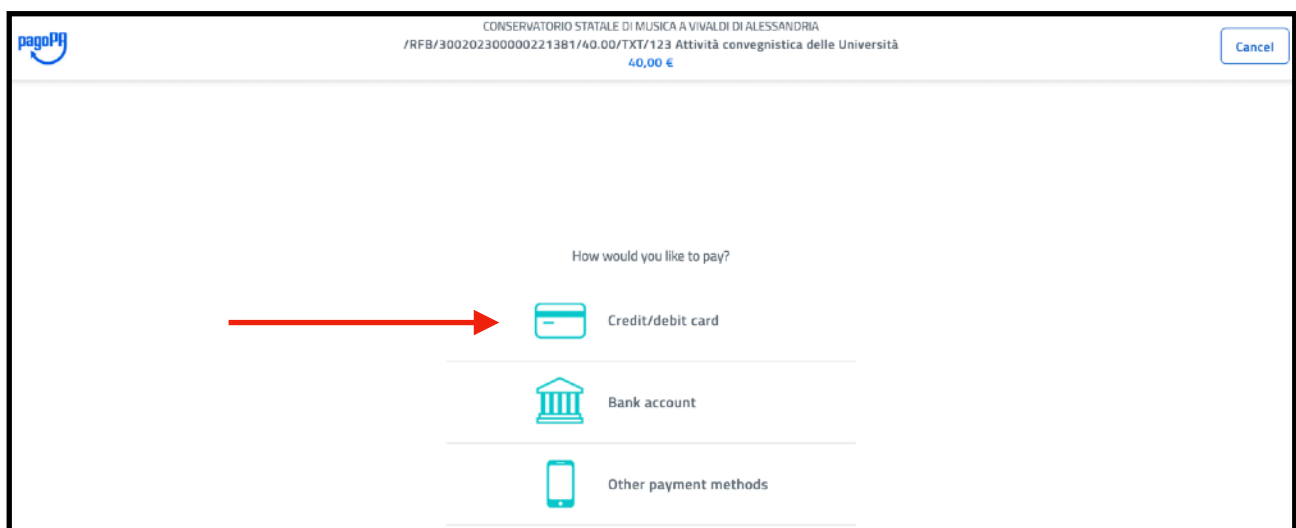 pagoPA
CONSERVATORIO STATALE DI MUSICA A VIVALDI DI ALESSANDRIA
/RFB/300202300000221381/40.00/TXT/123 Attività convegnistica delle Università
40,00 €
Cancel
How would you like to pay?
Credit/debit card
Bank account
Other payment methods